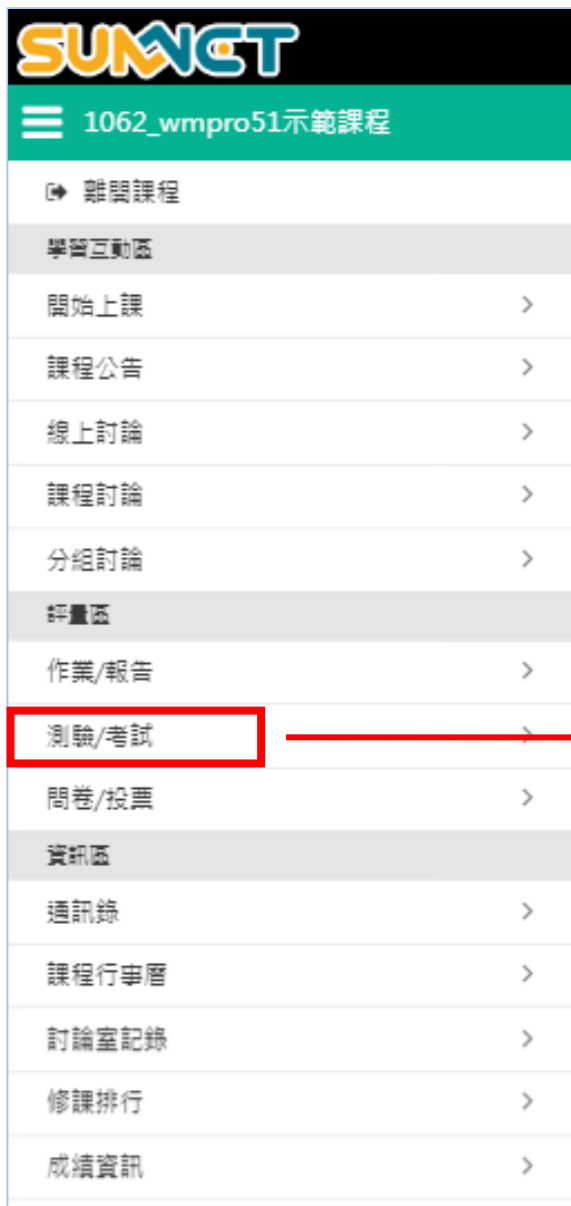 SUNNET
1062_wmpro51示範課程
離開課程
學習互動區
開始上課
課程公告
線上討論
課程討論
分組討論
評量區
作業/報告
測驗/考試
問卷/投票
資訊區
通訊錄
課程行事曆
討論室記錄
修課排行
成績資訊